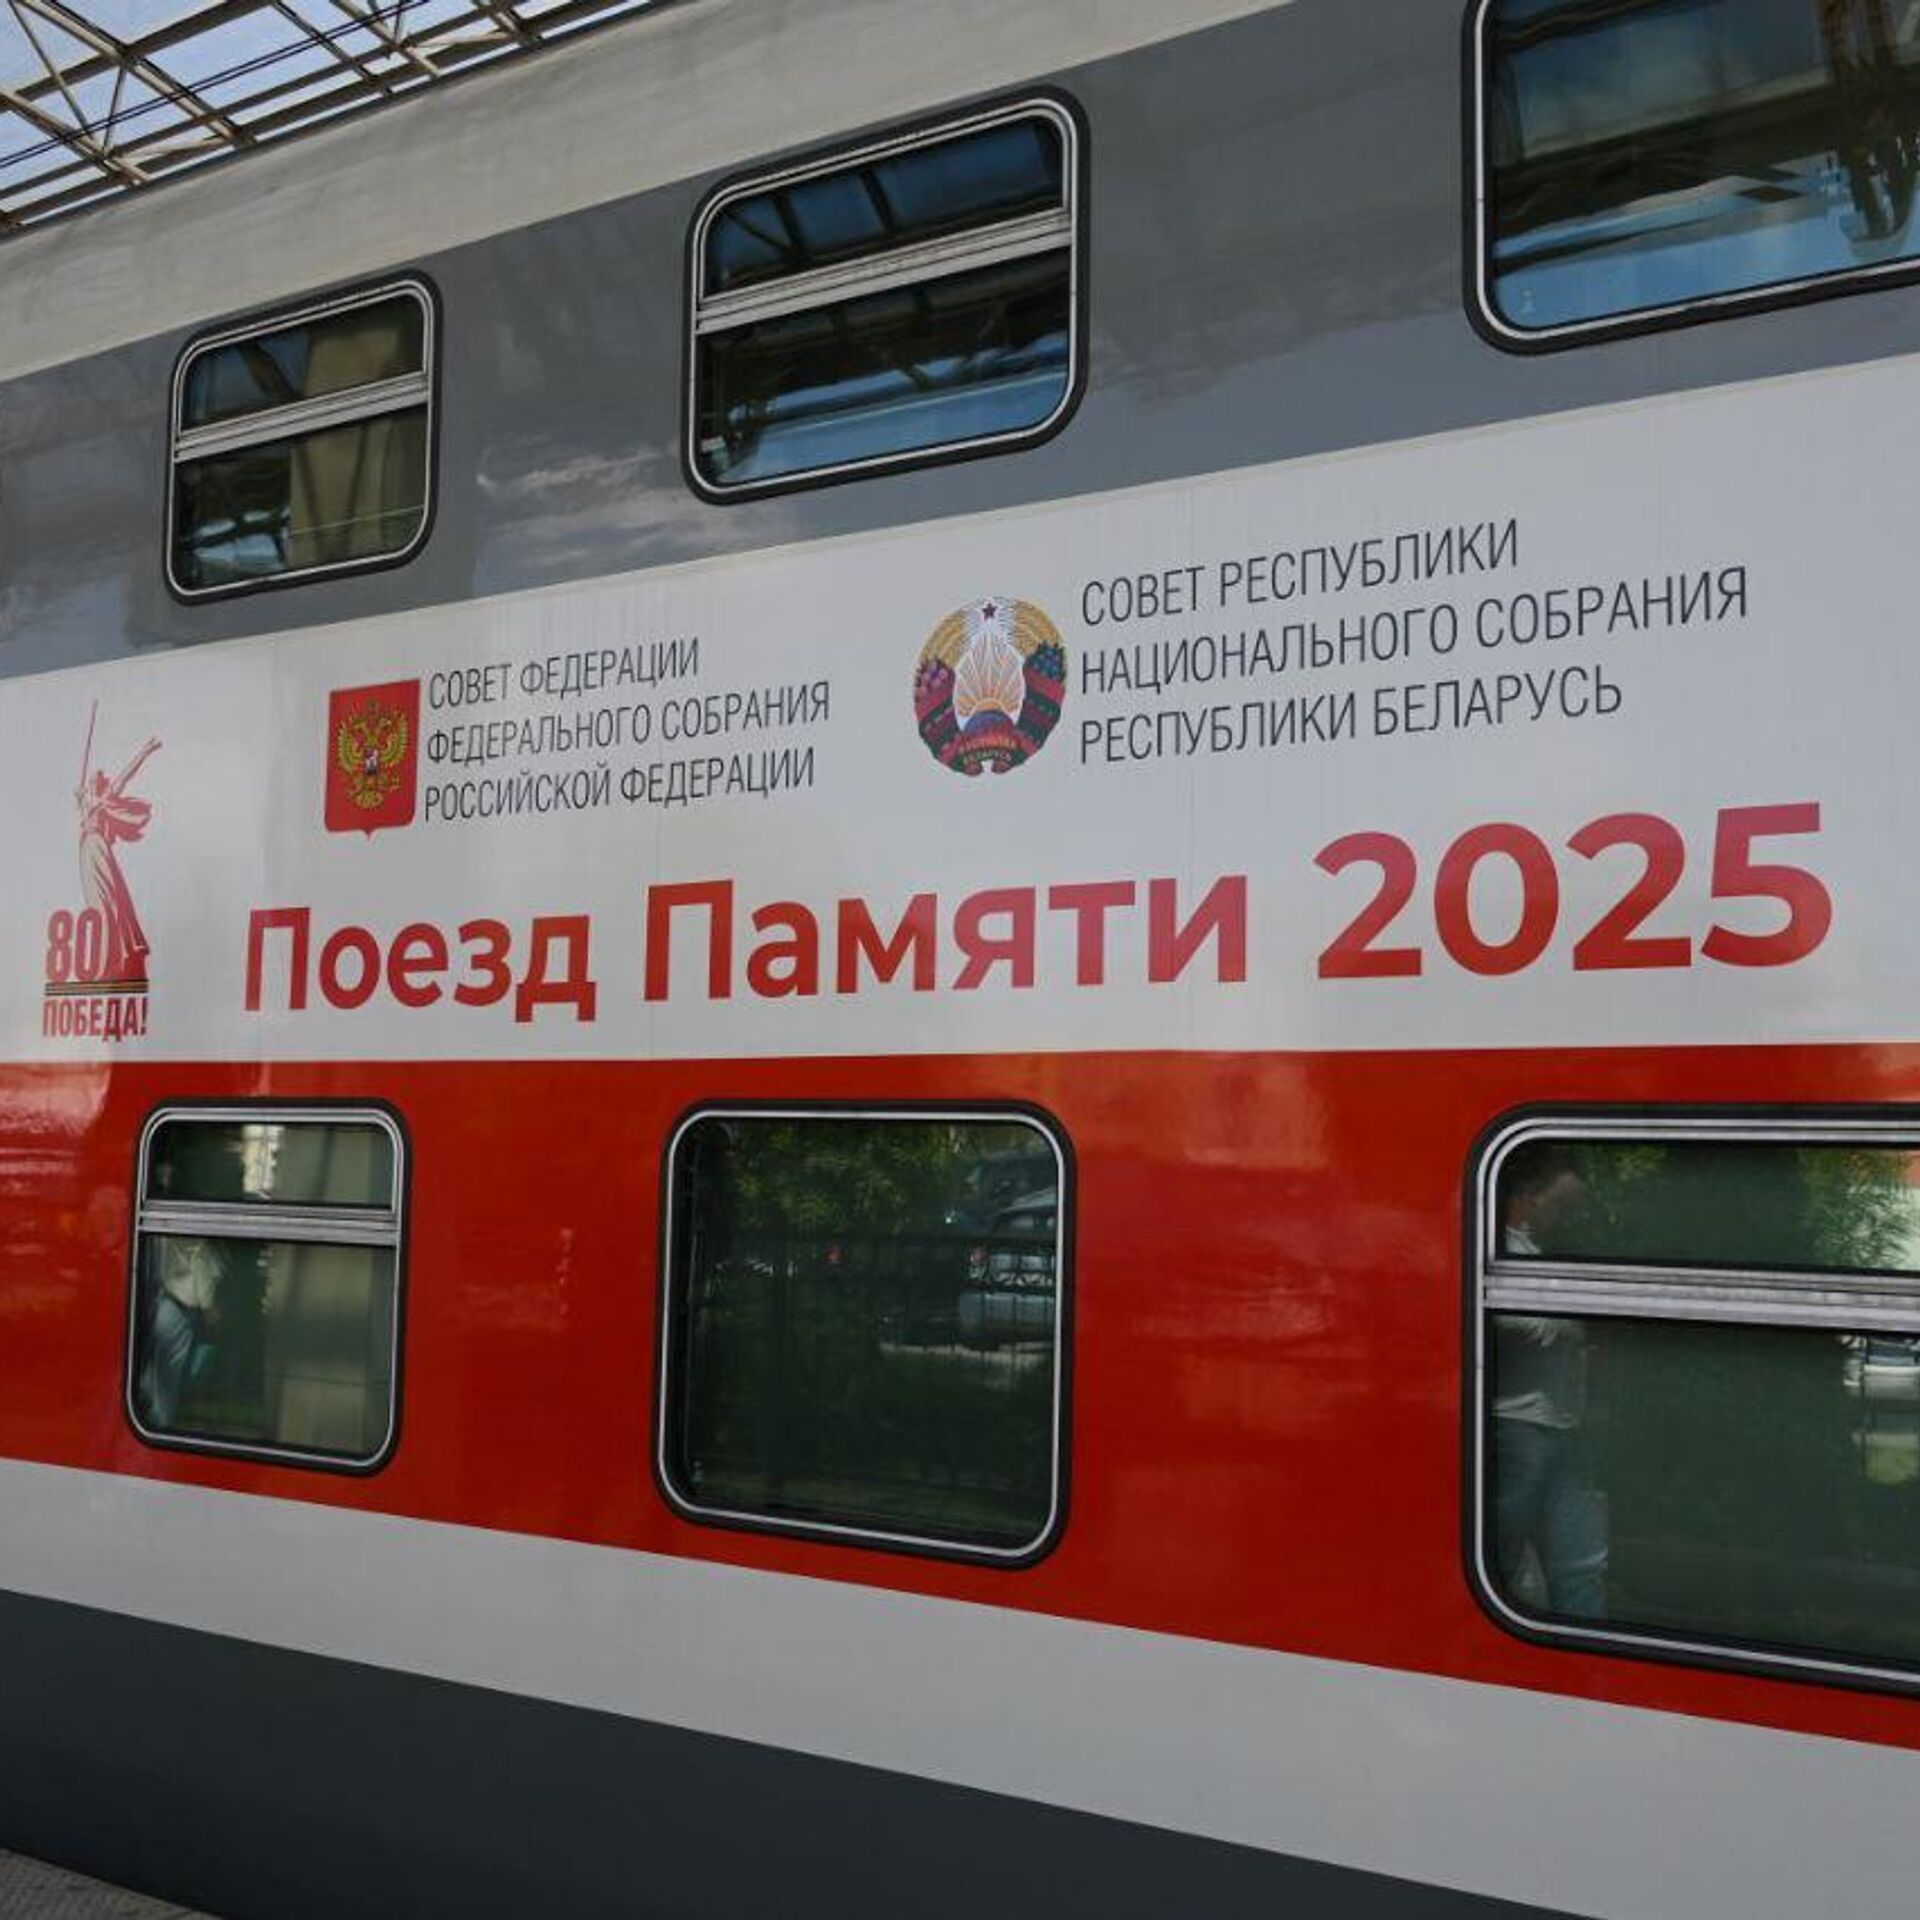 СОВЕТ ФЕДЕРАЦИИ
ФЕДЕРАЛЬНОГО СОБРАНИЯ
РОССИЙСКОЙ ФЕДЕРАЦИИ
СОВЕТ РЕСПУБЛИКИ
НАЦИОНАЛЬНОГО СОБРАНИЯ
РЕСПУБЛИКИ БЕЛАРУСЬ
80
ПОБЕДА!
Поезд Памяти 2025